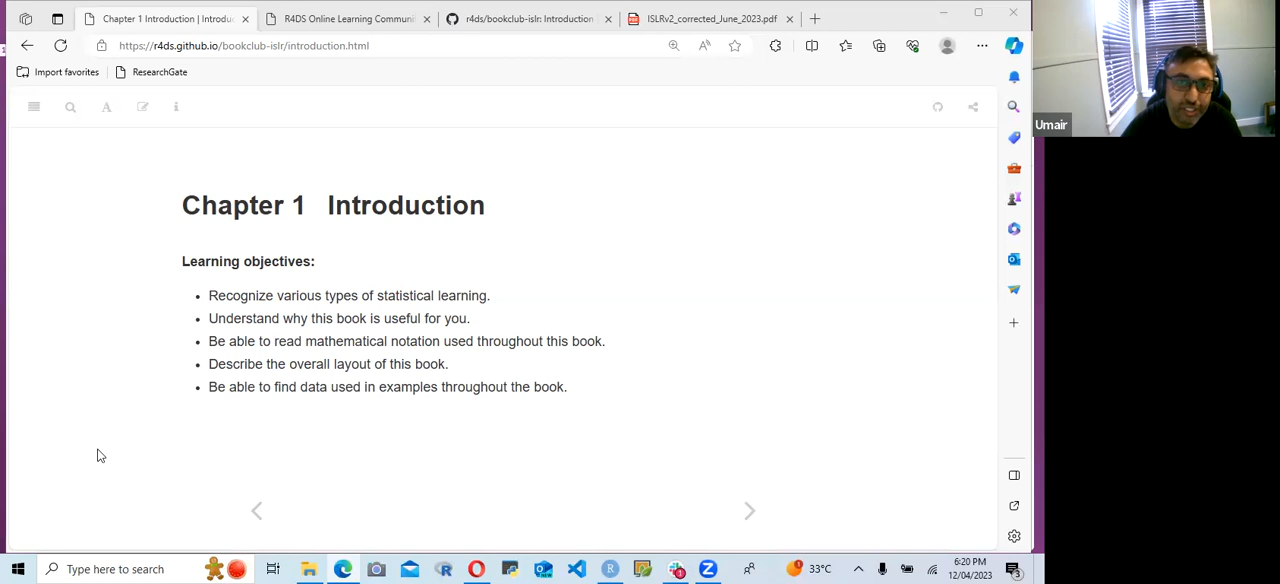 Chapter 1 Introduction | Introdu
R4DS Online Learning Communi
r4ds/bookclub-islr: Introduction
ISLRv2_corrected_June_2023.pdf
https://r4ds.github.io/bookclub-islr/introduction.html
Import favorites
ResearchGate
Umair
Chapter 1 Introduction
Learning objectives:
• Recognize various types of statistical learning.
• Understand why this book is useful for you.
• Be able to read mathematical notation used throughout this book.
• Describe the overall layout of this book.
• Be able to find data used in examples throughout the book.
Type here to search
33°C
6:20 PM
12/04/2023